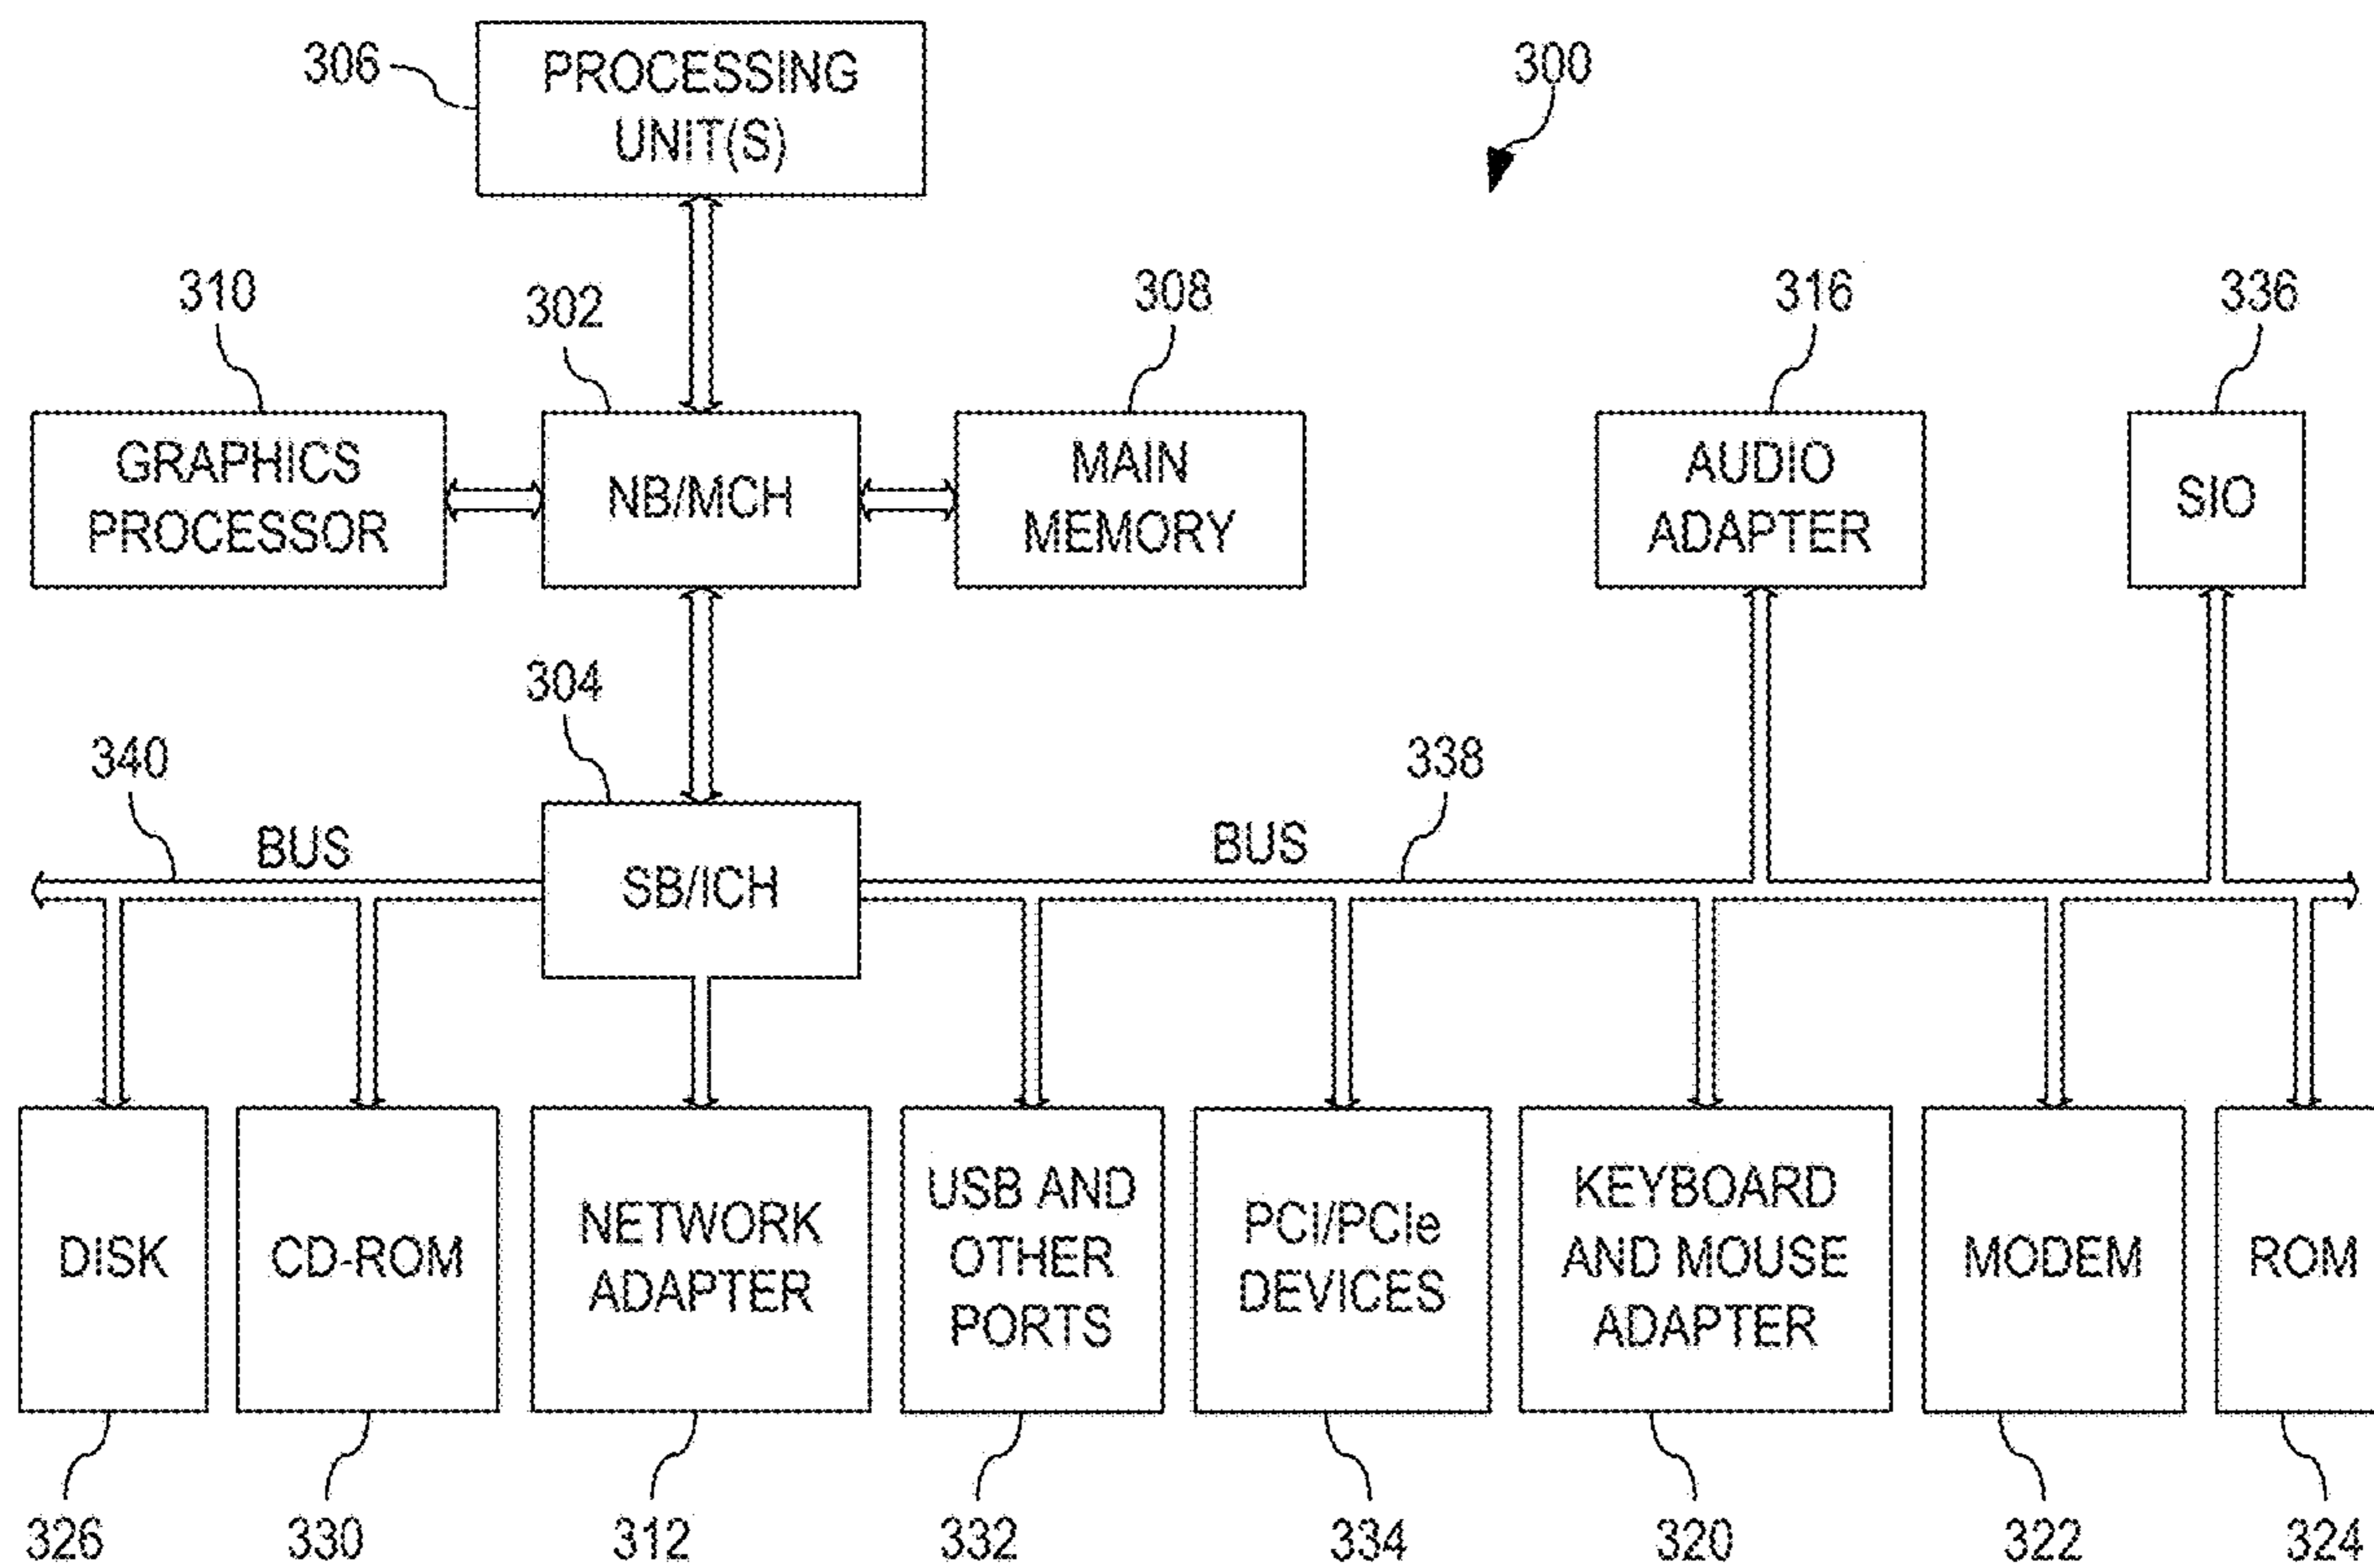 306
PROCESSING
UNIT(S)
300
310
302
308
316
336
GRAPHICS
PROCESSOR
NB/MCH
MAIN
MEMORY
AUDIO
ADAPTER
SIO
304
340
338
BUS
BUS
SB/ICH
DISK
CD-ROM
NETWORK
ADAPTER
USB AND
OTHER
PORTS
PCI/PCIe
DEVICES
KEYBOARD
AND MOUSE
ADAPTER
MODEM
ROM
326
330
312
332
334
320
322
324